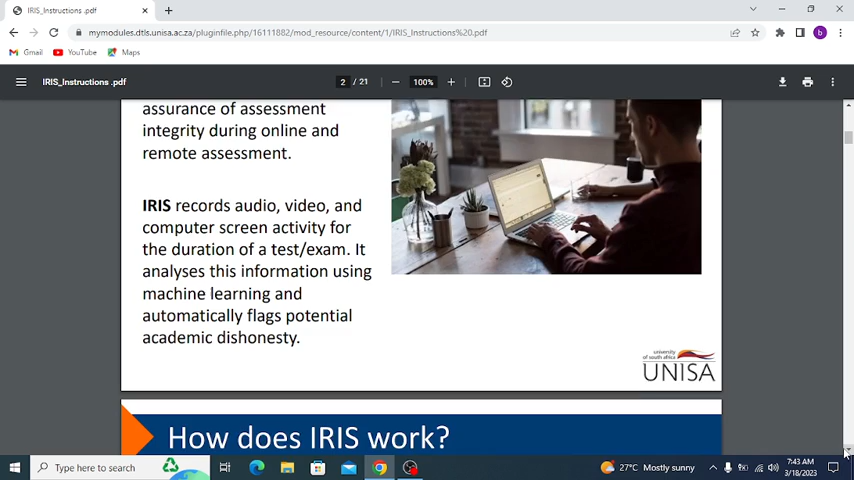 IRIS_Instructions .pdf
mymodules.dtls.unisa.ac.za/pluginfile.php/16111882/mod_resource/content/1/IRIS_Instructions%20.pdf
b
Gmail YouTube Maps
IRIS_Instructions .pdf 2 / 21 100%
assurance of assessment
integrity during online and
remote assessment.
IRIS records audio, video, and
computer screen activity for
the duration of a test/exam. It
analyses this information using
machine learning and
automatically flags potential
academic dishonesty.
university
of south africa
UNISA
How does IRIS work?
Type here to search
27°C Mostly sunny
7:43 AM
3/18/2023